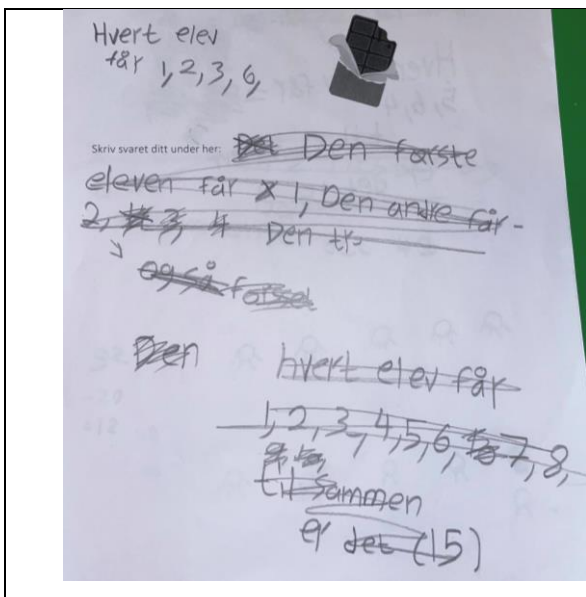 Hvert elev
får 1, 2, 3, 6,
Skriv svaret ditt under her: Den første
eleven får 1, Den andre får-
2, 3, 4 Den tr-
også
Den hvert elev får
1, 2, 3, 4, 5, 6, 7, 8,
til sammen
er det (15)